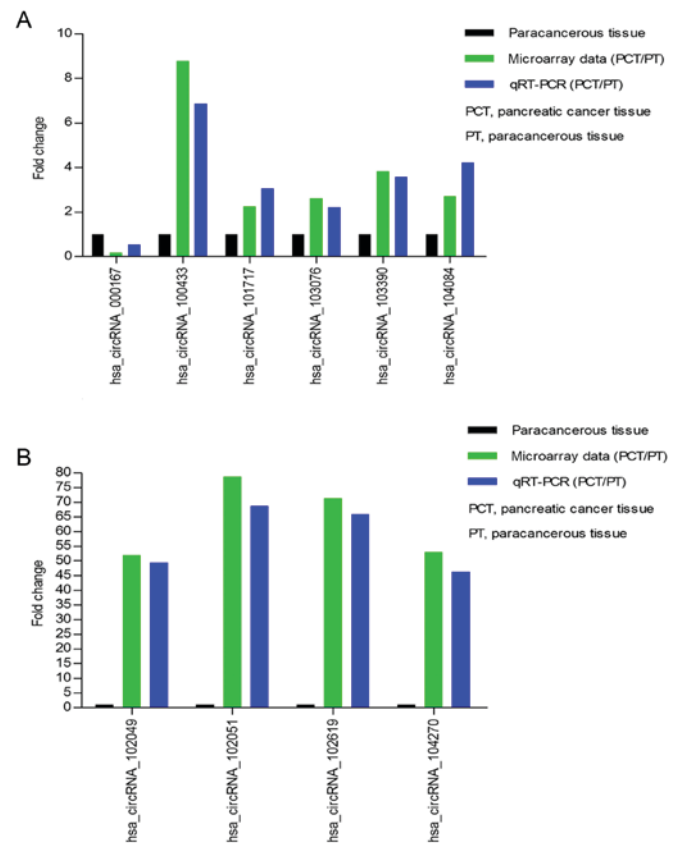 A
Paracancerous tissue
Microarray data (PCT/PT)
qRT-PCR (PCT/PT)
PCT, pancreatic cancer tissue
PT, paracancerous tissue
Fold change
10
8
6
4
2
0
hsa_circRNA_000167
hsa_circRNA_100433
hsa_circRNA_101717
hsa_circRNA_103076
hsa_circRNA_103390
hsa_circRNA_104084
B
Paracancerous tissue
Microarray data (PCT/PT)
qRT-PCR (PCT/PT)
PCT, pancreatic cancer tissue
PT, paracancerous tissue
Fold change
80
75
70
65
60
55
50
45
40
35
30
25
20
15
10
5
0
hsa_circRNA_102049
hsa_circRNA_102051
hsa_circRNA_102619
hsa_circRNA_104270